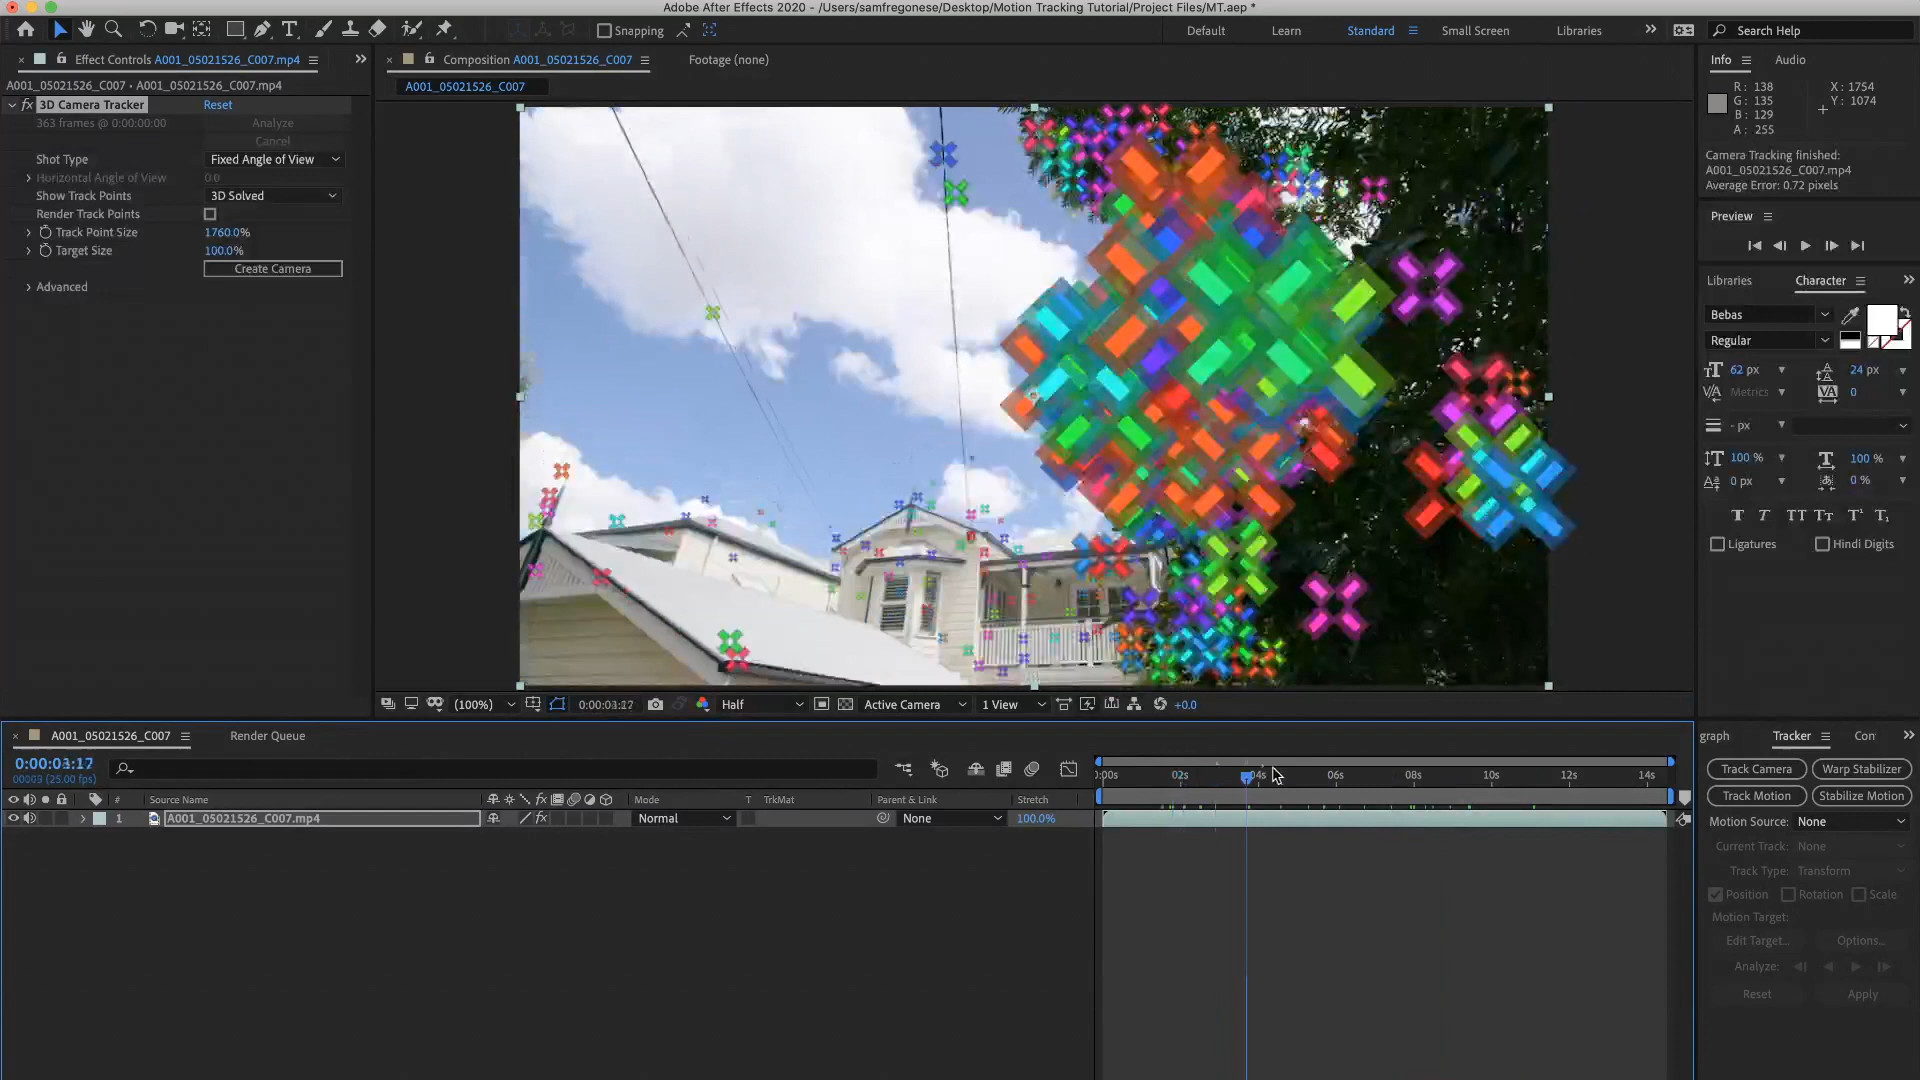 Adobe After Effects 2020 - /Users/samfregonese/Desktop/Motion Tracking Tutorial/Project Files/MT.aep *
Snapping
Default
Learn
Standard
Small Screen
Libraries
Search Help
Effect Controls A001_05021526_C007.mp4
Composition A001_05021526_C007
Footage (none)
Info
Audio
A001_05021526_C007 • A001_05021526_C007.mp4
A001_05021526_C007
3D Camera Tracker
Reset
363 frames @ 0:00:00:00
Analyze
Cancel
Shot Type
Fixed Angle of View
Horizontal Angle of View
0.0
Show Track Points
3D Solved
Render Track Points
Track Point Size
1760.0%
Target Size
100.0%
Create Camera
Advanced
R: 138
G: 135
B: 129
A: 255
X: 1754
Y: 1074
Camera Tracking finished:
A001_05021526_C007.mp4
Average Error: 0.72 pixels
Preview
Libraries
Character
Bebas
Regular
62 px
24 px
Metrics
0
- px
100 %
100 %
0 px
0 %
Ligatures
Hindi Digits
(100%)
Half
Active Camera
1 View
+0.0
A001_05021526_C007
Render Queue
graph
Tracker
Con
(25.00 fps)
0:00s
02s
04s
06s
08s
10s
12s
14s
# Source Name
Mode
T TrkMat
Parent & Link
Stretch
1 A001_05021526_C007.mp4
Normal
None
100.0%
Track Camera
Warp Stabilizer
Track Motion
Stabilize Motion
Motion Source: None
Current Track: None
Track Type: Transform
Position
Rotation
Scale
Motion Target:
Edit Target...
Options...
Analyze:
Reset
Apply